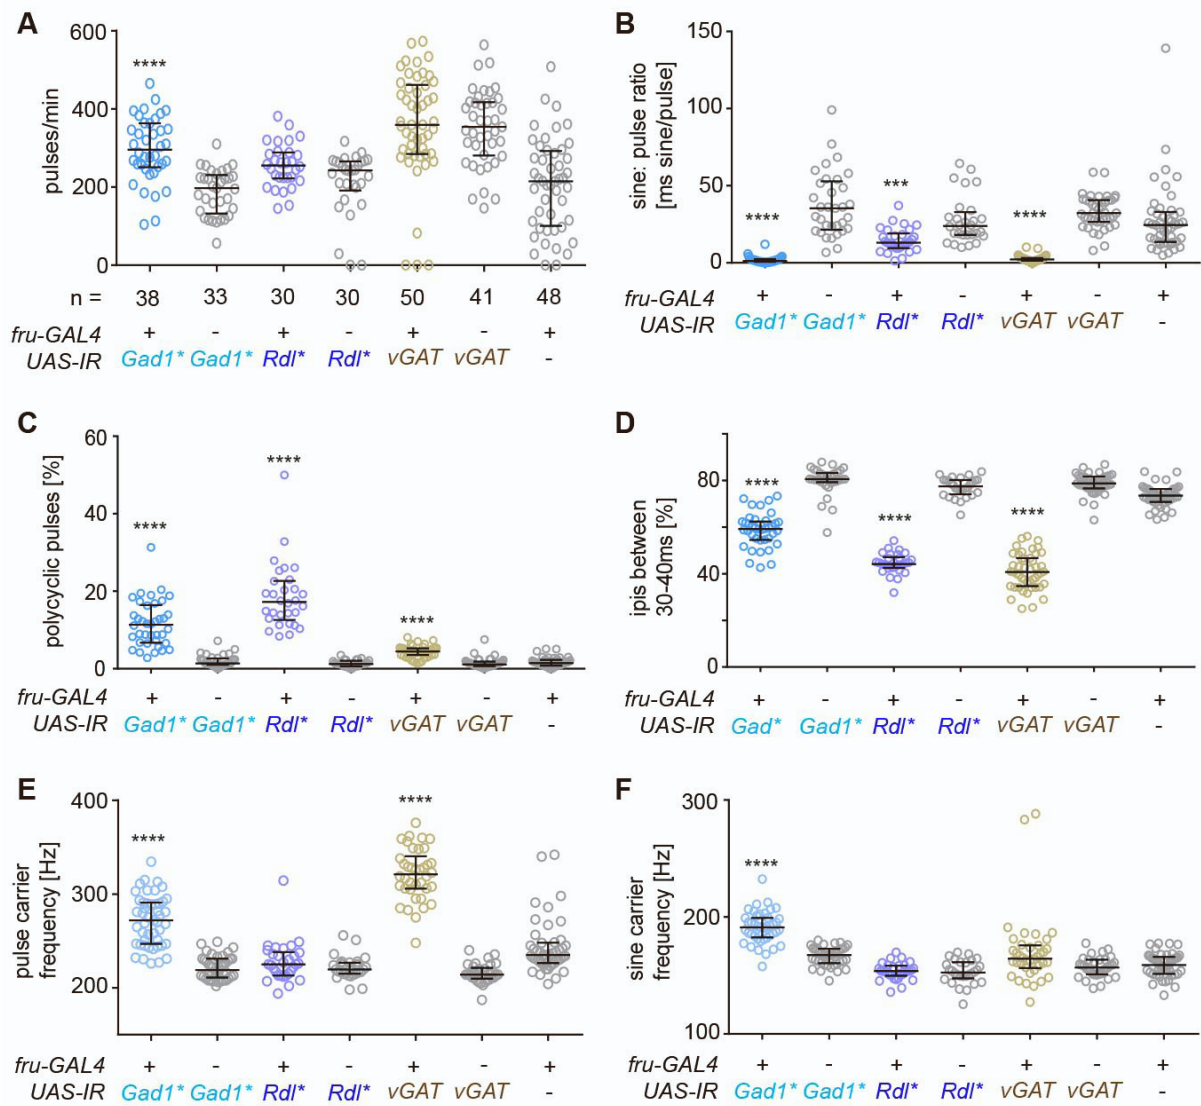 A
600
400
200
0
pulses/min
****
n = 38 33 30 30 50 41 48
fru-GAL4 + - + - + - +
UAS-IR Gad1* Gad1* Rdl* Rdl* vGAT vGAT -
B
150
100
50
0
sine: pulse ratio
[ms sine/pulse]
**** *** ****
fru-GAL4 + - + - + - +
UAS-IR Gad1* Gad1* Rdl* Rdl* vGAT vGAT -
C
60
40
20
0
polycyclic pulses [%]
**** **** ****
fru-GAL4 + - + - + - +
UAS-IR Gad1* Gad1* Rdl* Rdl* vGAT vGAT -
D
80
40
0
ipis between
30-40ms [%]
**** **** ****
fru-GAL4 + - + - + - +
UAS-IR Gad* Gad1* Rdl* Rdl* vGAT vGAT -
E
400
300
200
pulse carrier
frequency [Hz]
**** ****
fru-GAL4 + - + - + - +
UAS-IR Gad1* Gad1* Rdl* Rdl* vGAT vGAT -
F
300
200
100
sine carrier
frequency [Hz]
****
fru-GAL4 + - + - + - +
UAS-IR Gad1* Gad1* Rdl* Rdl* vGAT vGAT -